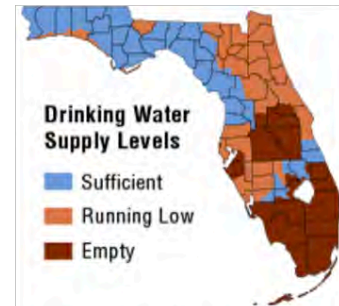 Drinking Water
Supply Levels
Sufficient
Running Low
Empty